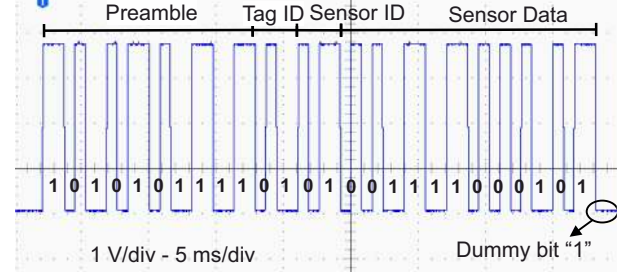 Preamble Tag ID Sensor ID Sensor Data
1 0 1 0 1 0 1 1 1 1 0 1 0 1 0 0 1 1 1 1 0 0 0 1 0 1
1 V/div - 5 ms/div
Dummy bit “1”